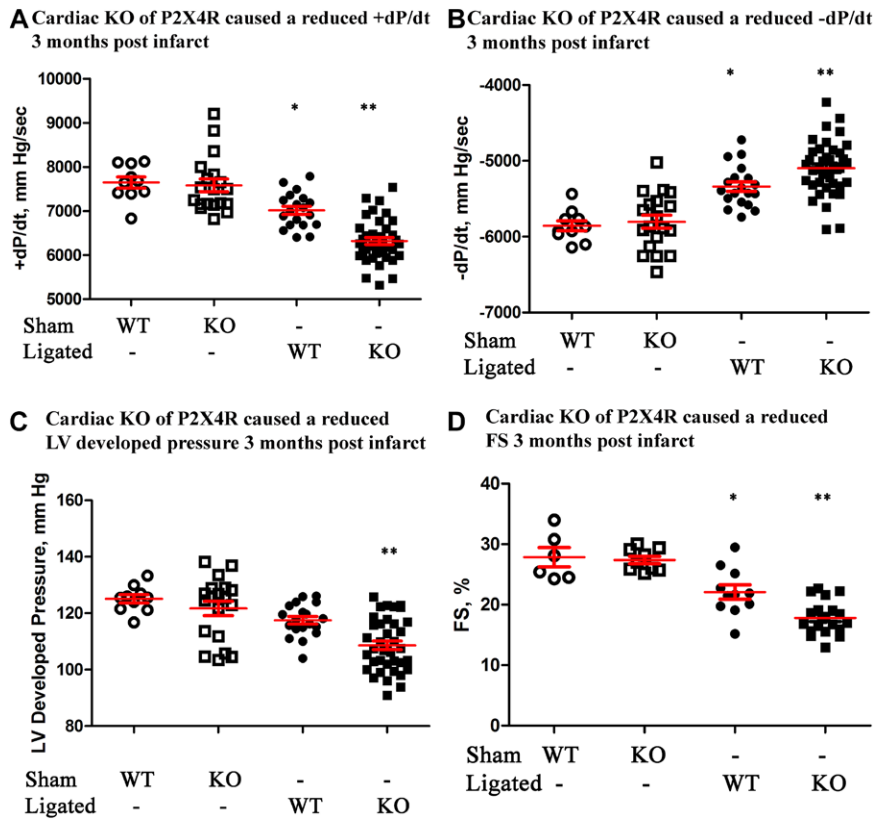 A Cardiac KO of P2X4R caused a reduced +dP/dt
3 months post infarct
+dP/dt, mm Hg/sec
10000
9000
8000
7000
6000
5000
* **
Sham WT KO - -
Ligated - - WT KO
B Cardiac KO of P2X4R caused a reduced -dP/dt
3 months post infarct
-dP/dt, mm Hg/sec
-4000
-5000
-6000
-7000
* **
Sham WT KO - -
Ligated - - WT KO
C Cardiac KO of P2X4R caused a reduced
LV developed pressure 3 months post infarct
LV Developed Pressure, mm Hg
160
140
120
100
80
**
Sham WT KO - -
Ligated - - WT KO
D Cardiac KO of P2X4R caused a reduced
FS 3 months post infarct
FS, %
40
30
20
10
0
* **
Sham WT KO - -
Ligated - - WT KO